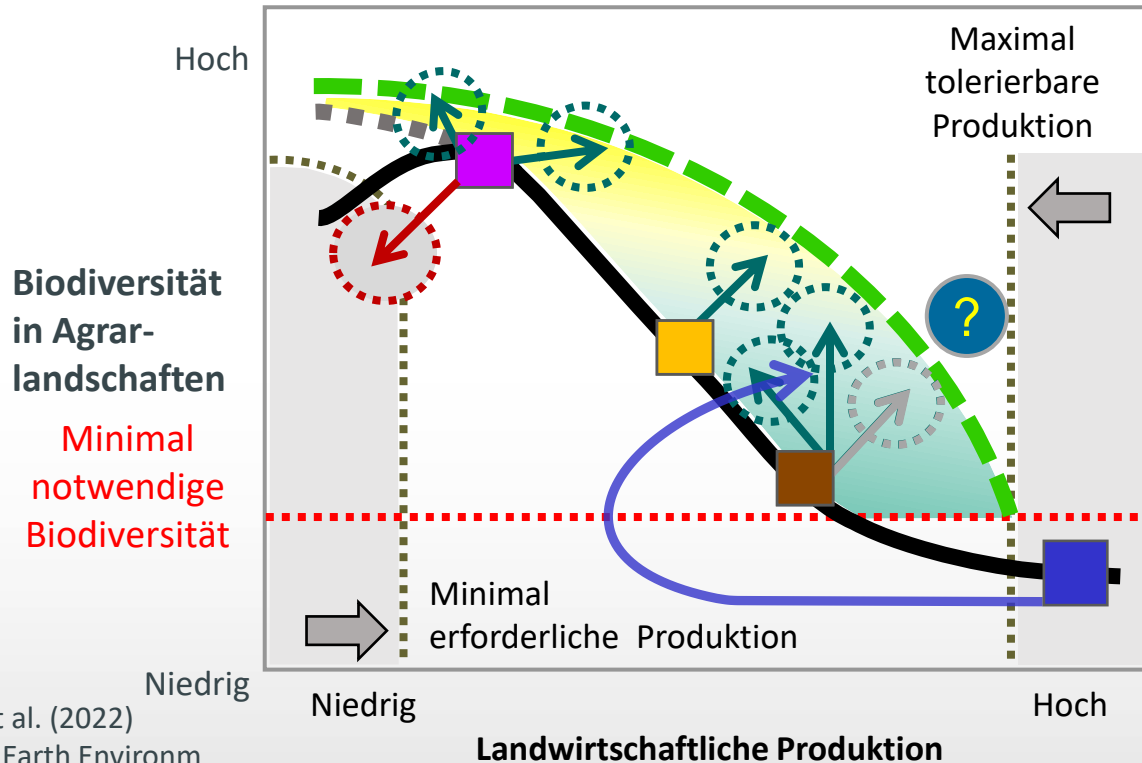 Hoch
Maximal
tolerierbare
Produktion
Biodiversität
in Agrar-
landschaften
?
Minimal
notwendige
Biodiversität
Minimal
erforderliche Produktion
Niedrig
Niedrig
Hoch
t al. (2022)
Earth Environm
Landwirtschaftliche Produktion